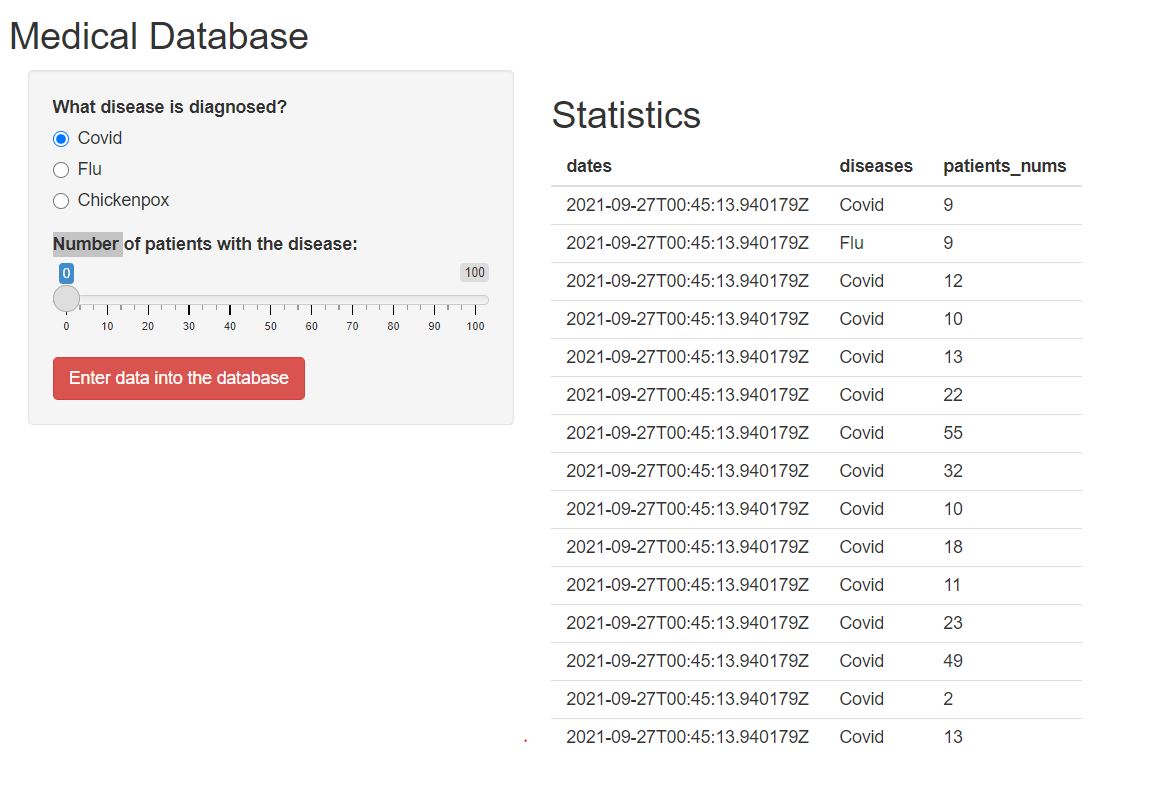 Medical Database
What disease is diagnosed?
Covid
Flu
Chickenpox
Number of patients with the disease:
0 100
0 10 20 30 40 50 60 70 80 90 100
Enter data into the database
Statistics
dates diseases patients_nums
2021-09-27T00:45:13.940179Z Covid 9
2021-09-27T00:45:13.940179Z Flu 9
2021-09-27T00:45:13.940179Z Covid 12
2021-09-27T00:45:13.940179Z Covid 10
2021-09-27T00:45:13.940179Z Covid 13
2021-09-27T00:45:13.940179Z Covid 22
2021-09-27T00:45:13.940179Z Covid 55
2021-09-27T00:45:13.940179Z Covid 32
2021-09-27T00:45:13.940179Z Covid 10
2021-09-27T00:45:13.940179Z Covid 18
2021-09-27T00:45:13.940179Z Covid 11
2021-09-27T00:45:13.940179Z Covid 23
2021-09-27T00:45:13.940179Z Covid 49
2021-09-27T00:45:13.940179Z Covid 2
2021-09-27T00:45:13.940179Z Covid 13